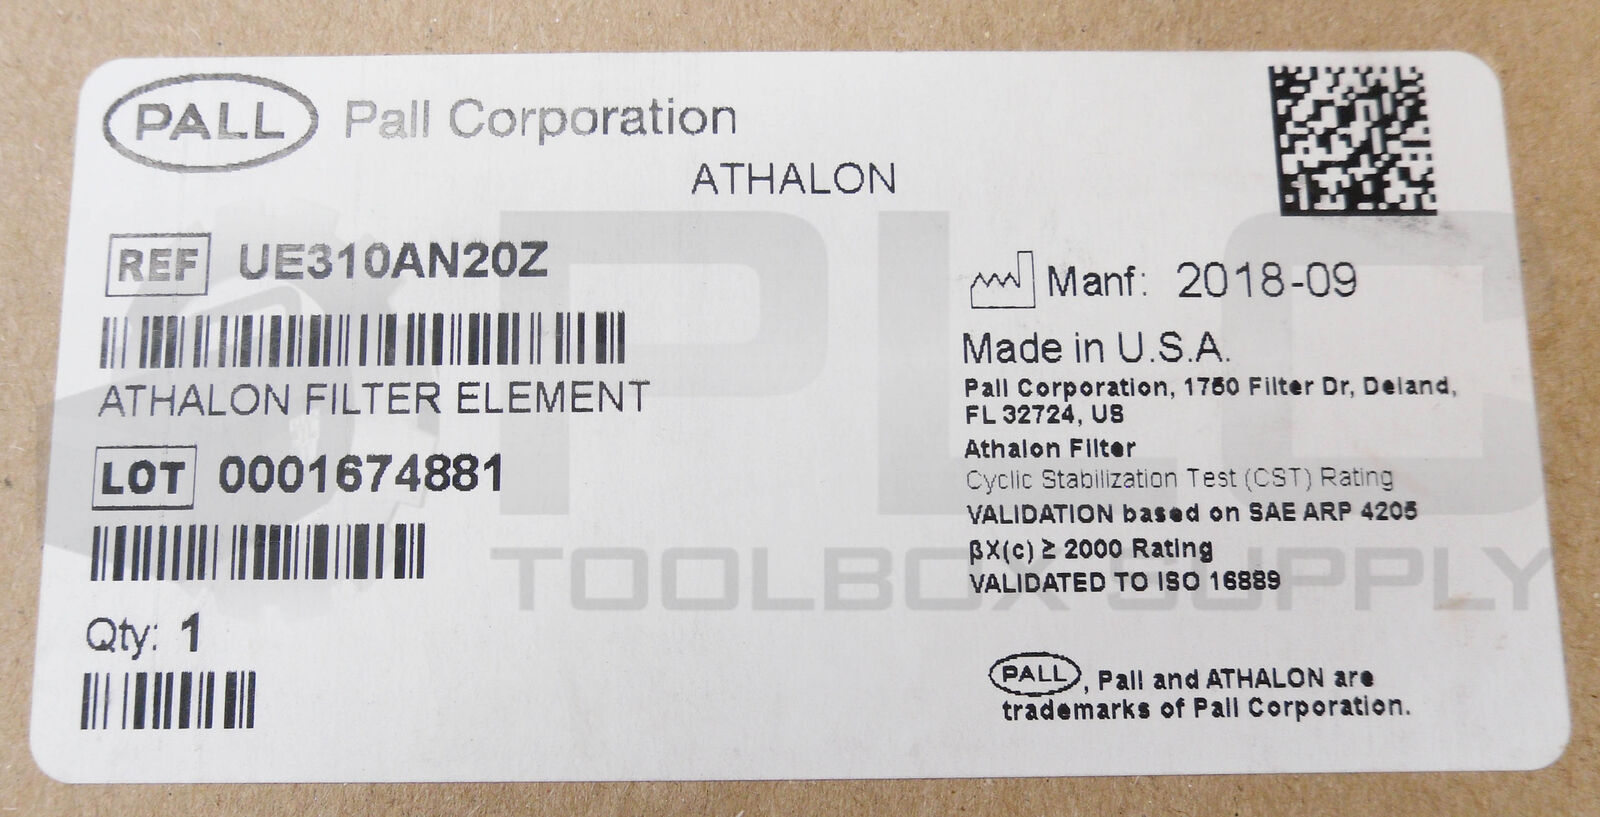 PALL Pall Corporation
ATHALON
REF UE310AN20Z
ATHALON FILTER ELEMENT
LOT 0001674881
Qty: 1
Manf: 2018-09
Made in U.S.A.
Pall Corporation, 1750 Filter Dr, Deland,
FL 32724, US
Athalon Filter
Cyclic Stabilization Test (CST) Rating
VALIDATION based on SAE ARP 4205
βX(c) ≥ 2000 Rating
VALIDATED TO ISO 16889
PALL, Pall and ATHALON are
trademarks of Pall Corporation.
PLC
TOOLBOX SUPPLY